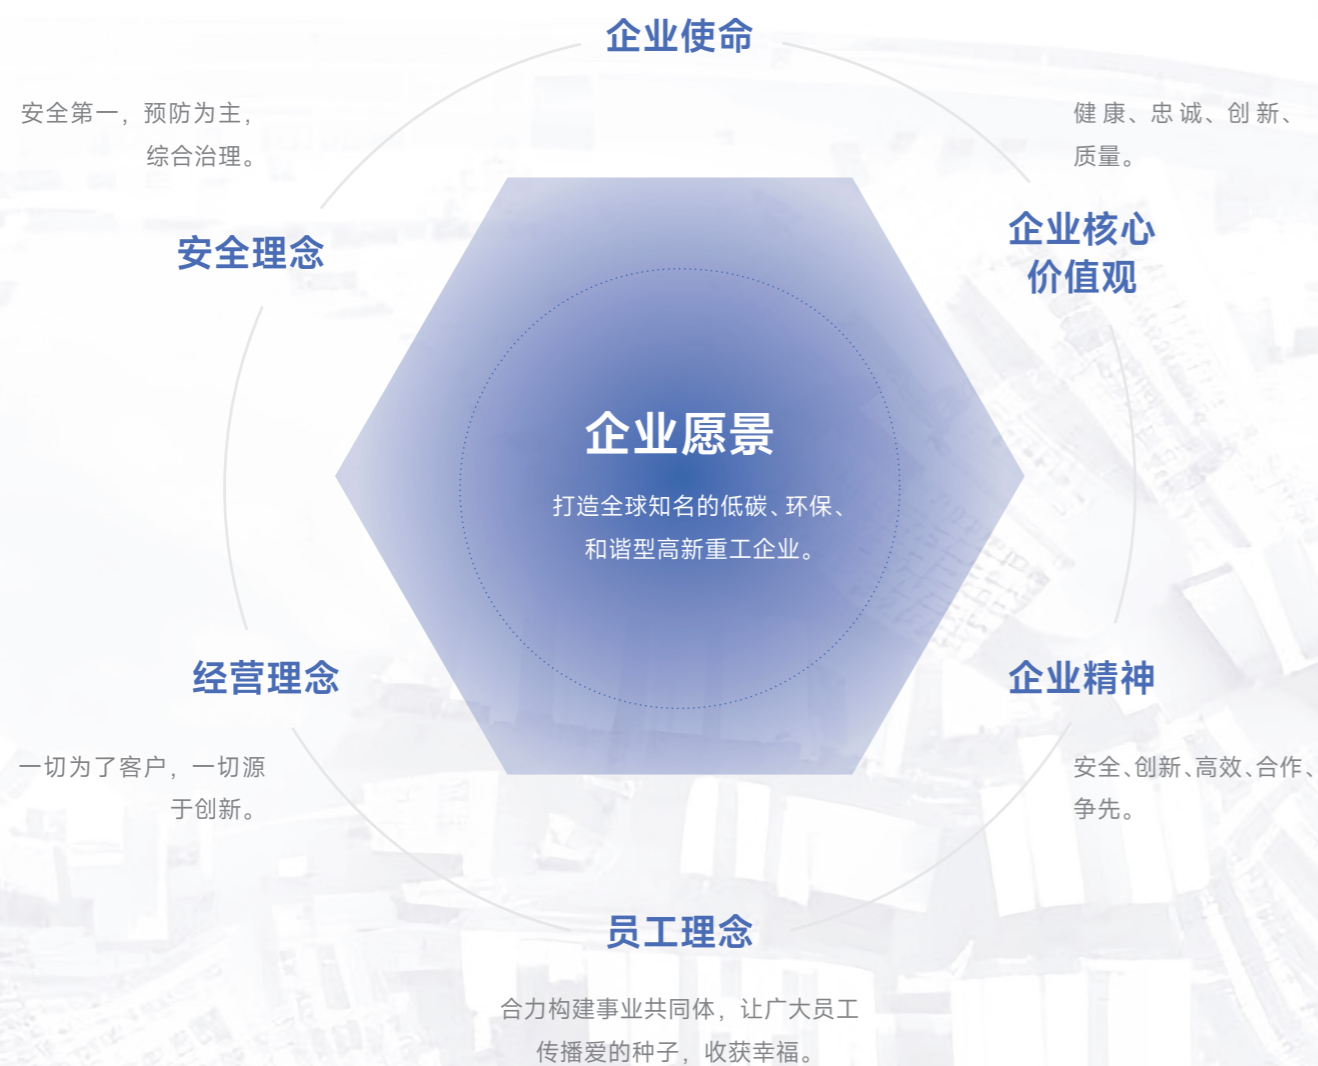 企业使命
安全第一，预防为主，
综合治理。
安全理念
健康、忠诚、创新、
质量。
企业核心
价值观
企业愿景
打造全球知名的低碳、环保、
和谐型高新重工企业。
经营理念
一切为了客户，一切源
于创新。
企业精神
安全、创新、高效、合作、
争先。
员工理念
合力构建事业共同体，让广大员工
传播爱的种子，收获幸福。